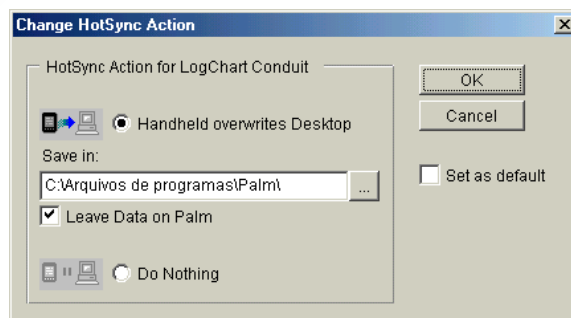 Change HotSync Action
HotSync Action for LogChart Conduit
Handheld overwrites Desktop
Save in:
C:\Arquivos de programas\Palm\
...
Leave Data on Palm
Do Nothing
OK
Cancel
Set as default